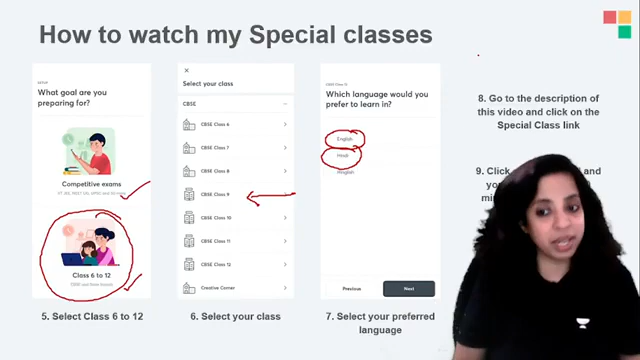 How to watch my Special classes
SETUP
What goal are you
preparing for?
Competitive exams
Class 6 to 12
5. Select Class 6 to 12
Select your class
CBSE
CBSE Class 6
CBSE Class 7
CBSE Class 8
CBSE Class 9
CBSE Class 10
CBSE Class 11
CBSE Class 12
Creative Corner
6. Select your class
CBSE Class 12
Which language would you
prefer to learn in?
English
Hindi
Hinglish
Previous
Next
7. Select your preferred
language
8. Go to the description of
this video and click on the
Special Class link
9. Click
and